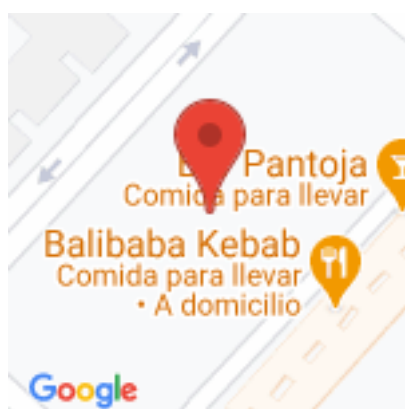 Pantoja
Comida para llevar
Balibaba Kebab
Comida para llevar
• A domicilio
Google